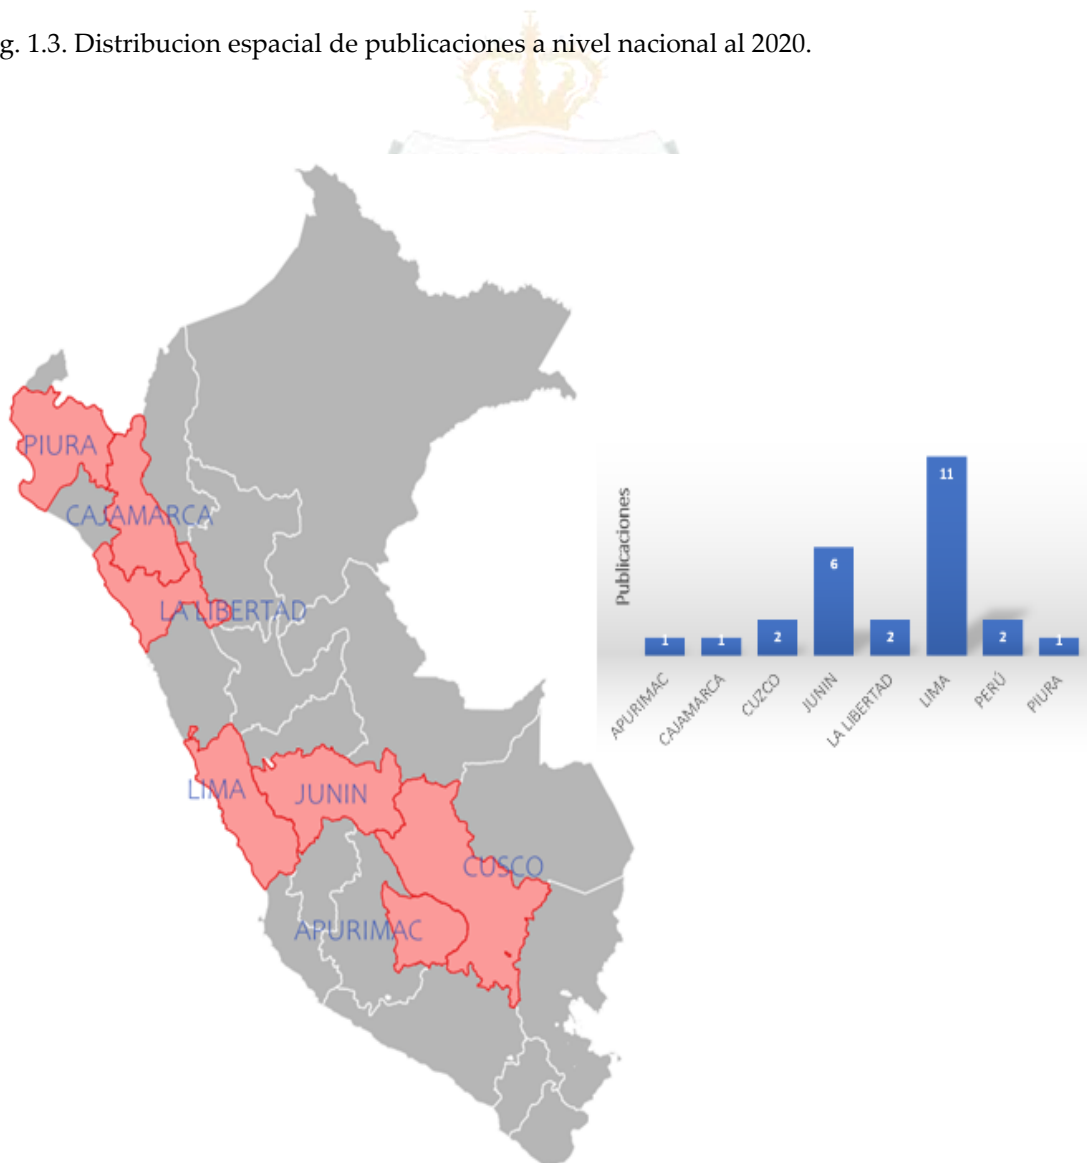 g. 1.3. Distribucion espacial de publicaciones a nivel nacional al 2020.
PIURA
CAJAMARCA
LA LIBERTAD
LIMA
JUNIN
CUSCO
APURIMAC
Publicaciones
1
1
2
6
2
11
2
1
APURIMAC
CAJAMARCA
CUZCO
JUNIN
LA LIBERTAD
LIMA
PERÚ
PIURA